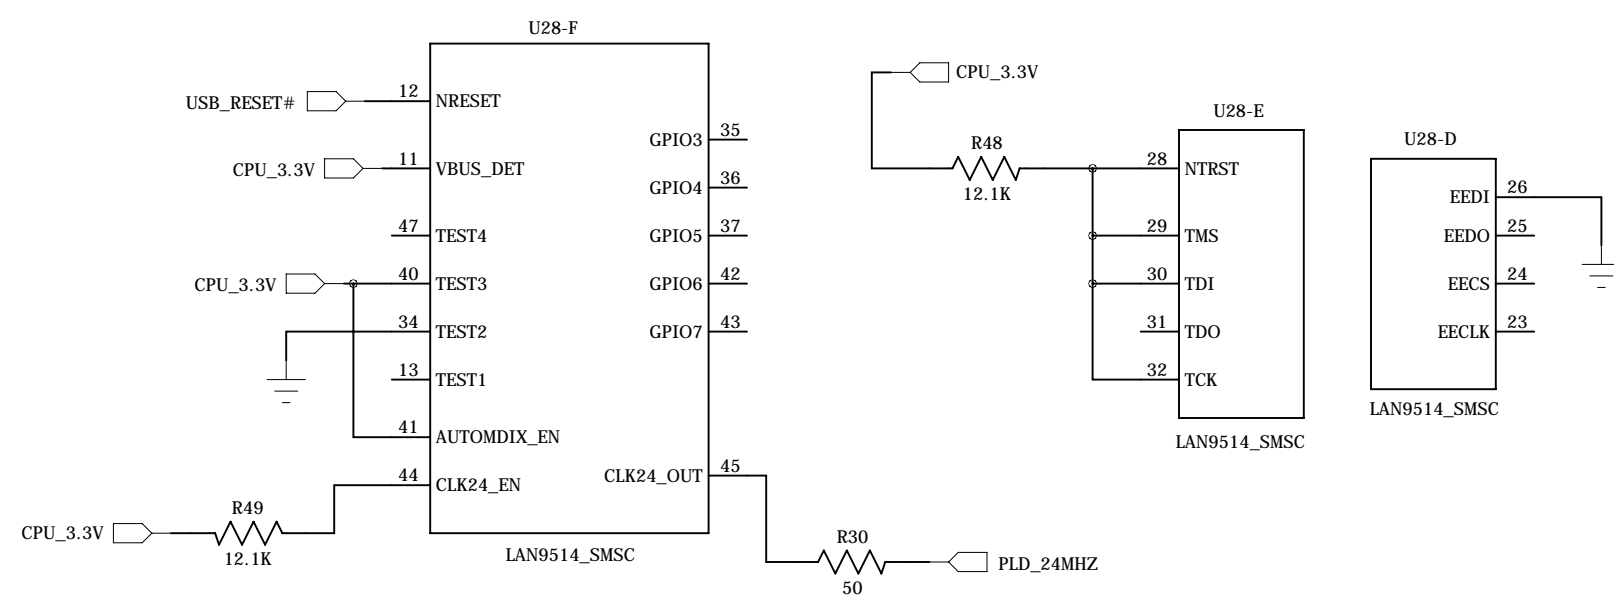 U28-F
USB_RESET#
12
NRESET
CPU_3.3V
11
VBUS_DET
47
TEST4
CPU_3.3V
40
TEST3
34
TEST2
13
TEST1
41
AUTOMDIX_EN
44
CLK24_EN
CPU_3.3V
R49
12.1K
GPIO3
35
GPIO4
36
GPIO5
37
GPIO6
42
GPIO7
43
CLK24_OUT
45
LAN9514_SMSC
R30
50
PLD_24MHZ
CPU_3.3V
R48
12.1K
U28-E
28
NTRST
29
TMS
30
TDI
31
TDO
32
TCK
LAN9514_SMSC
U28-D
EEDI
26
EEDO
25
EECS
24
EECLK
23
LAN9514_SMSC